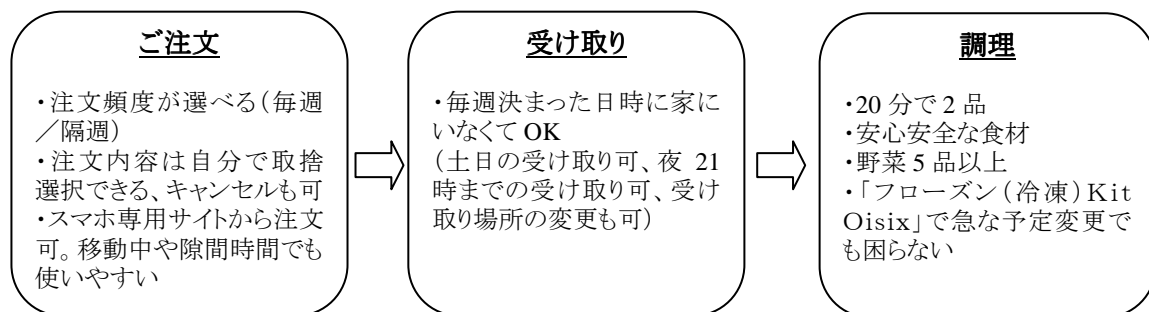 ご注文
・注文頻度が選べる（毎週
／隔週）
・注文内容は自分で取捨
選択できる、キャンセルも可
・スマホ専用サイトから注文
可。移動中や隙間時間でも
使いやすい
受け取り
・毎週決まった日時に家に
いなくて OK
（土日の受け取り可、夜 21
時までの受け取り可、受け
取り場所の変更も可）
調理
・20 分で 2 品
・安心安全な食材
・野菜 5 品以上
・「フローズン（冷凍）Kit
Oisix」で急な予定変更で
も困らない